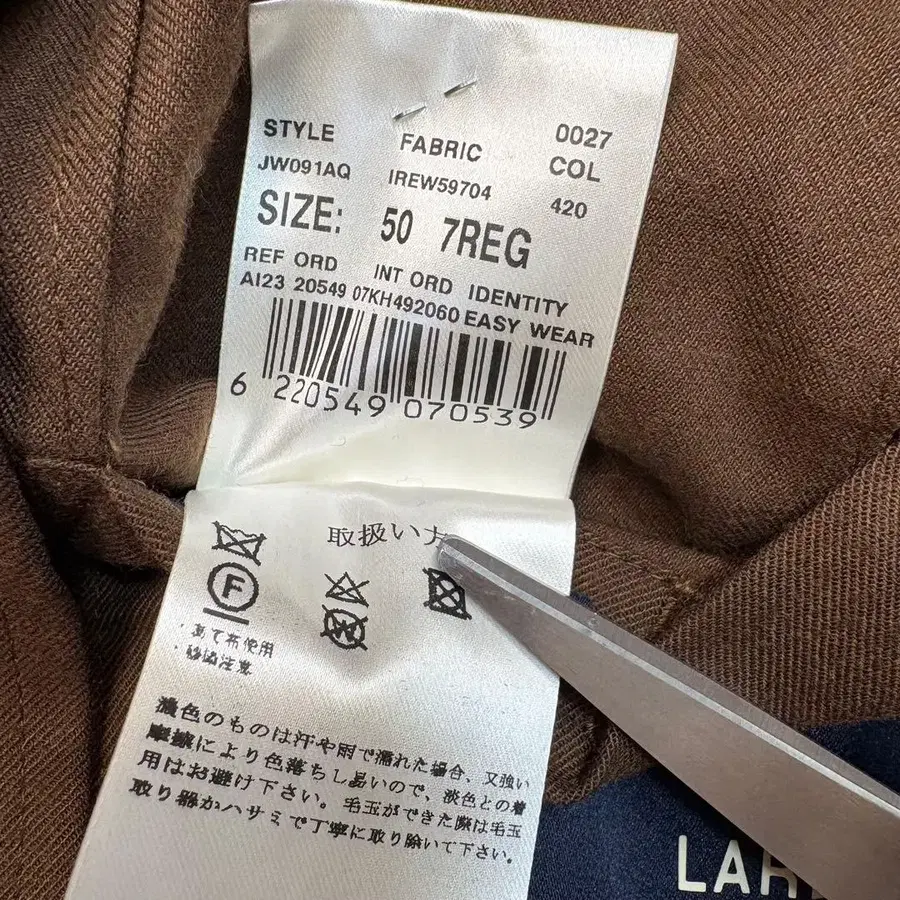 STYLE FABRIC 0027
JW091AQ IREW59704 COL
420
SIZE: 50 7REG
REF ORD INT ORD IDENTITY
AI23 20549 07KH492060 EASY WEAR
6 220549 070539
取扱い方
F
W
・あて布使用
濃色のものは汗や雨で濡れた場合、又強い
摩擦により色落ちし易いので、淡色との着
用はお避け下さい。毛玉ができた際は毛玉
取り器かハサミで丁寧に取り除いて下さい。